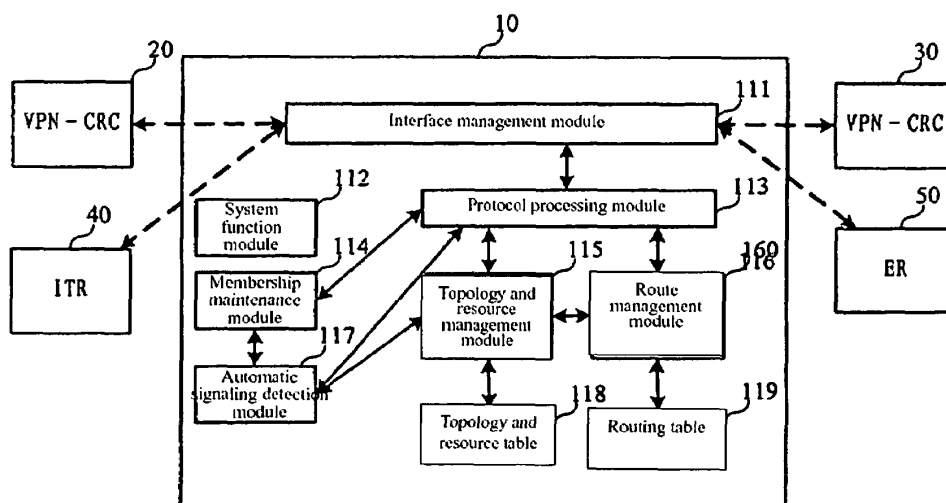 10
20
30
VPN-CRC
111
Interface management module
VPN-CRC
112
113
System
function
module
Protocol processing module
40
50
ITR
114
115
116
160
ER
Membership
maintenance
module
Topology and
resource
management
module
Route
management
module
117
Automatic
signaling detection
module
118
119
Topology and
resource table
Routing table